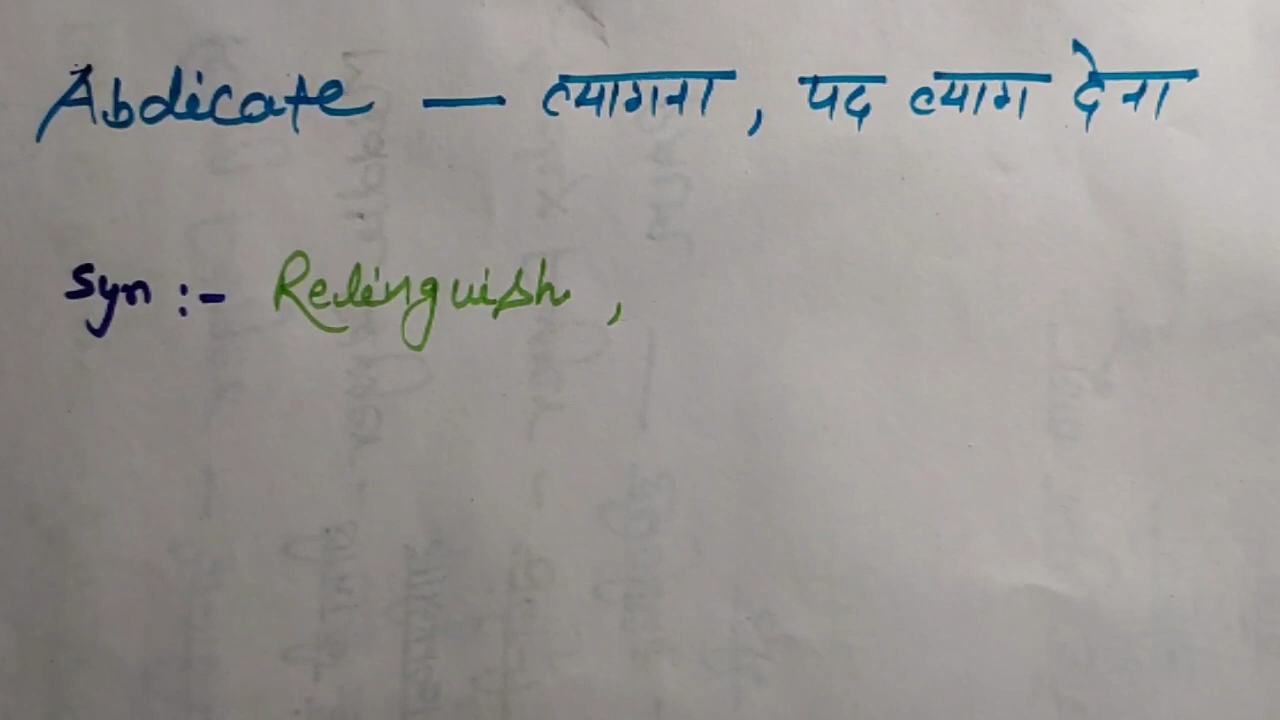 Abdicate — त्यागना, पद त्याग देना
Syn :- Relinquish,